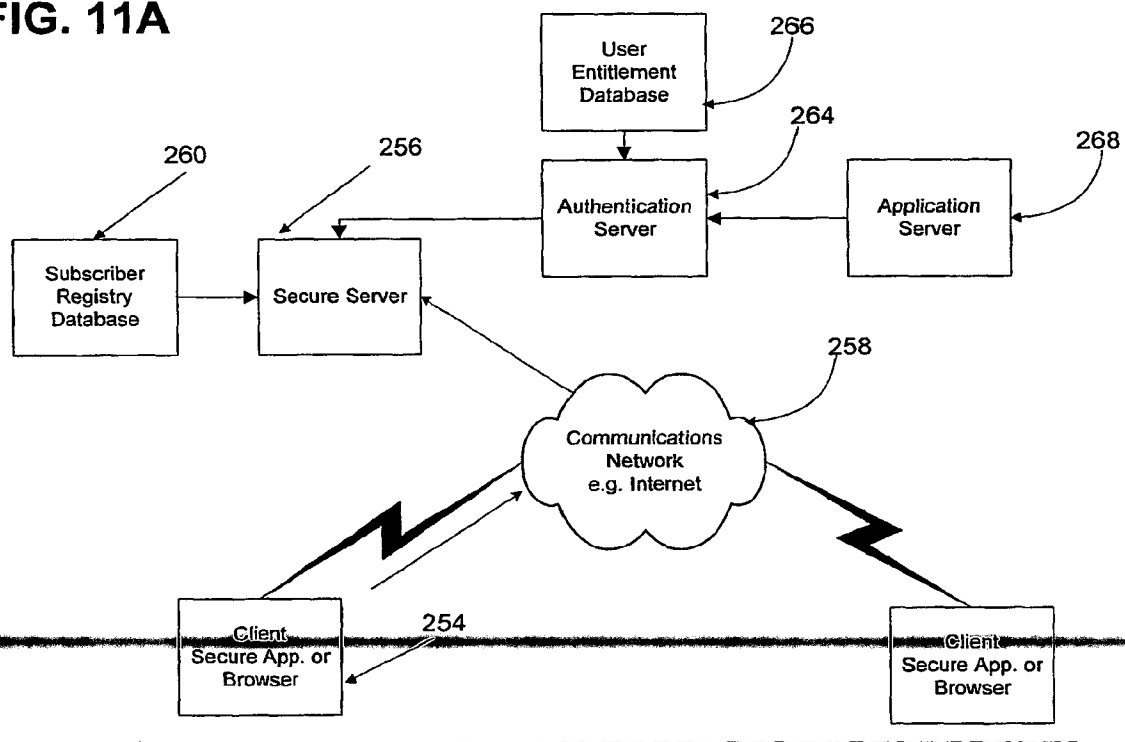 FIG. 11A
266
User
Entitlement
Database
264
268
260
256
Authentication
Server
Application
Server
Subscriber
Registry
Database
Secure Server
258
Communications
Network
e.g. Internet
254
Client
Secure App. or
Browser
Client
Secure App. or
Browser